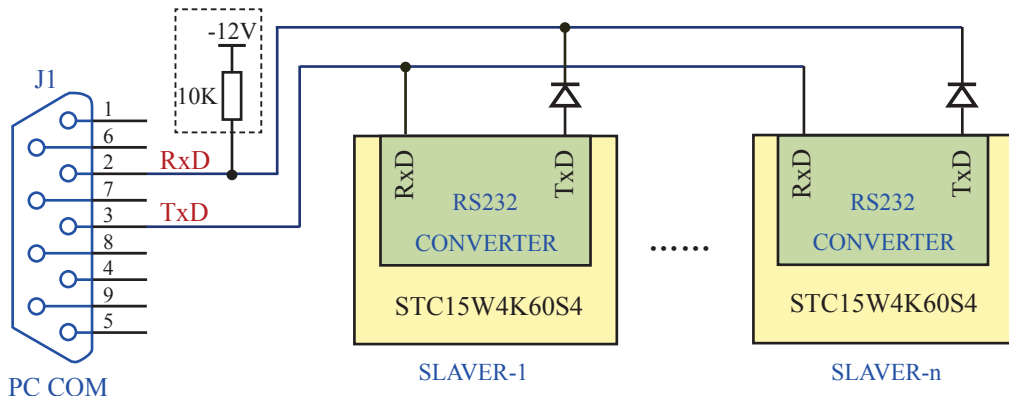 J1
1
6
2
7
3
8
4
9
5
PC COM
-12V
10K
RxD
TxD
RxD
TxD
RS232
CONVERTER
STC15W4K60S4
SLAVER-1
......
RxD
TxD
RS232
CONVERTER
STC15W4K60S4
SLAVER-n